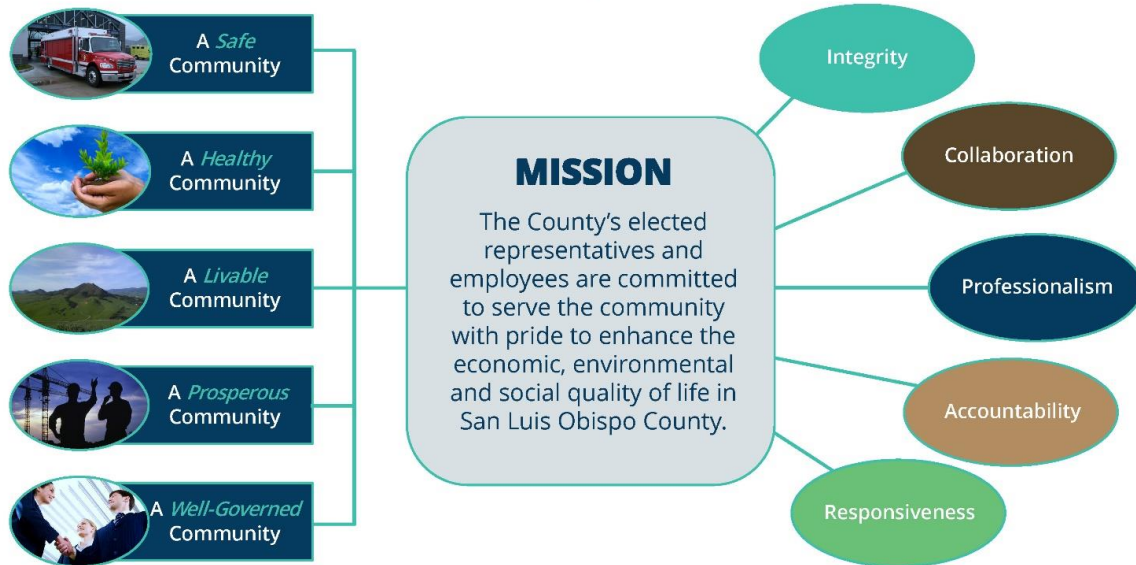 A Safe
Community
A Healthy
Community
A Livable
Community
A Prosperous
Community
A Well-Governed
Community
MISSION
The County’s elected
representatives and
employees are committed
to serve the community
with pride to enhance the
economic, environmental
and social quality of life in
San Luis Obispo County.
Integrity
Collaboration
Professionalism
Accountability
Responsiveness